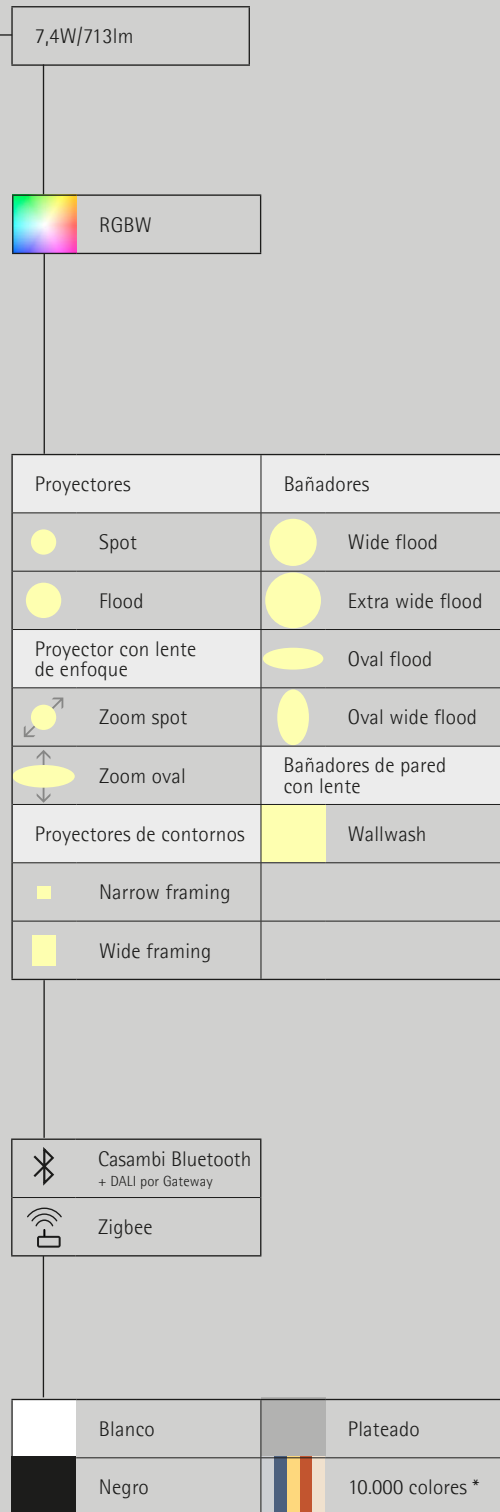 7,4W/713lm
RGBW
Proyectores
Spot
Flood
Proyector con lente
de enfoque
Zoom spot
Zoom oval
Proyectores de contornos
Narrow framing
Wide framing
Bañadores
Wide flood
Extra wide flood
Oval flood
Oval wide flood
Bañadores de pared
con lente
Wallwash
Casambi Bluetooth
+ DALI por Gateway
Zigbee
Blanco
Negro
Plateado
10.000 colores *